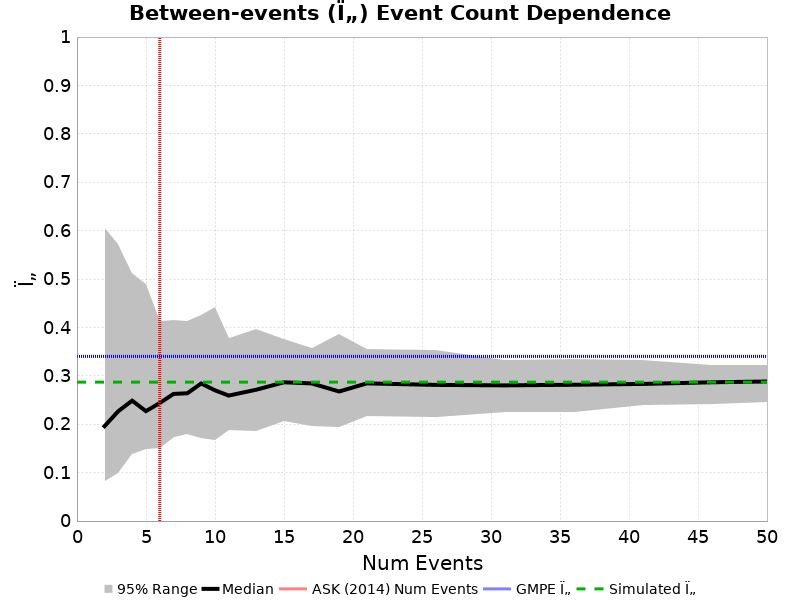 Between-events (Ï„) Event Count Dependence
1
0.9
0.8
0.7
0.6
0.5
0.4
0.3
0.2
0.1
0
Ï„
0 5 10 15 20 25 30 35 40 45 50
Num Events
95% Range Median ASK (2014) Num Events GMPE Ï„ Simulated Ï„